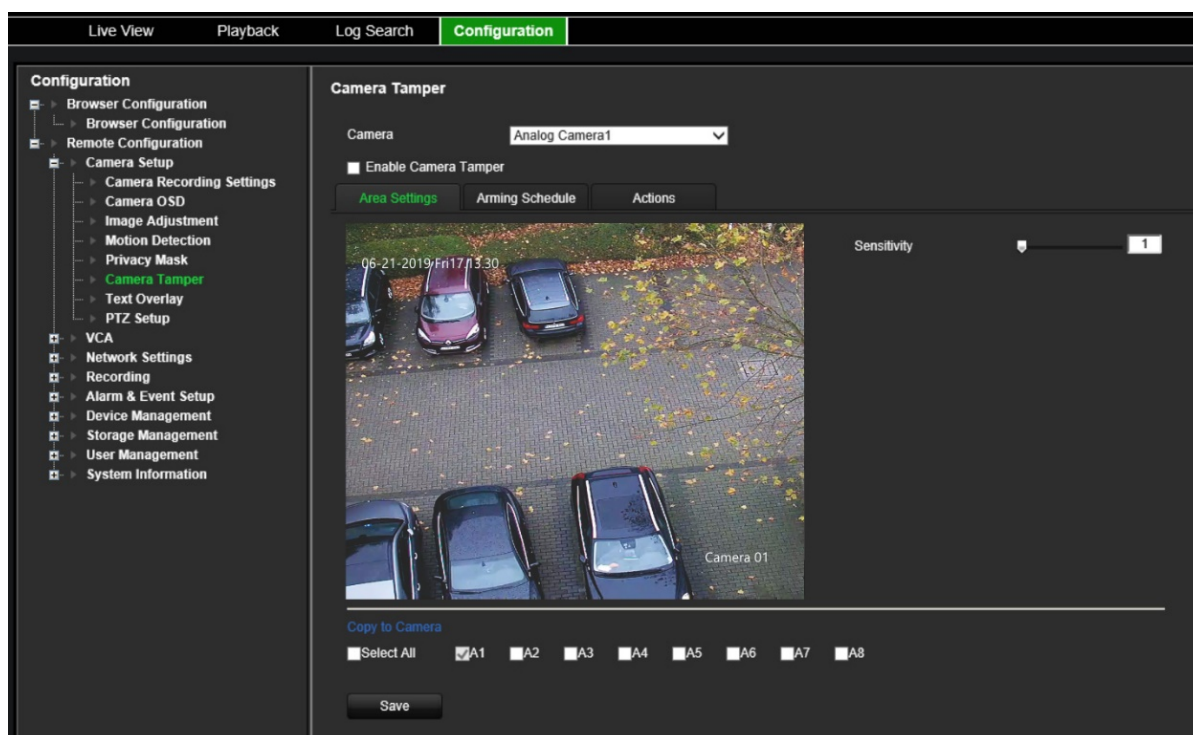 Live View Playback Log Search Configuration
Configuration
Browser Configuration
Browser Configuration
Remote Configuration
Camera Setup
Camera Recording Settings
Camera OSD
Image Adjustment
Motion Detection
Privacy Mask
Camera Tamper
Text Overlay
PTZ Setup
VCA
Network Settings
Recording
Alarm & Event Setup
Device Management
Storage Management
User Management
System Information
Camera Tamper
Camera Analog Camera1
Enable Camera Tamper
Area Settings Arming Schedule Actions
06-21-2019 Fri17:13:30
Sensitivity 1
Camera 01
Copy to Camera
Select All A1 A2 A3 A4 A5 A6 A7 A8
Save